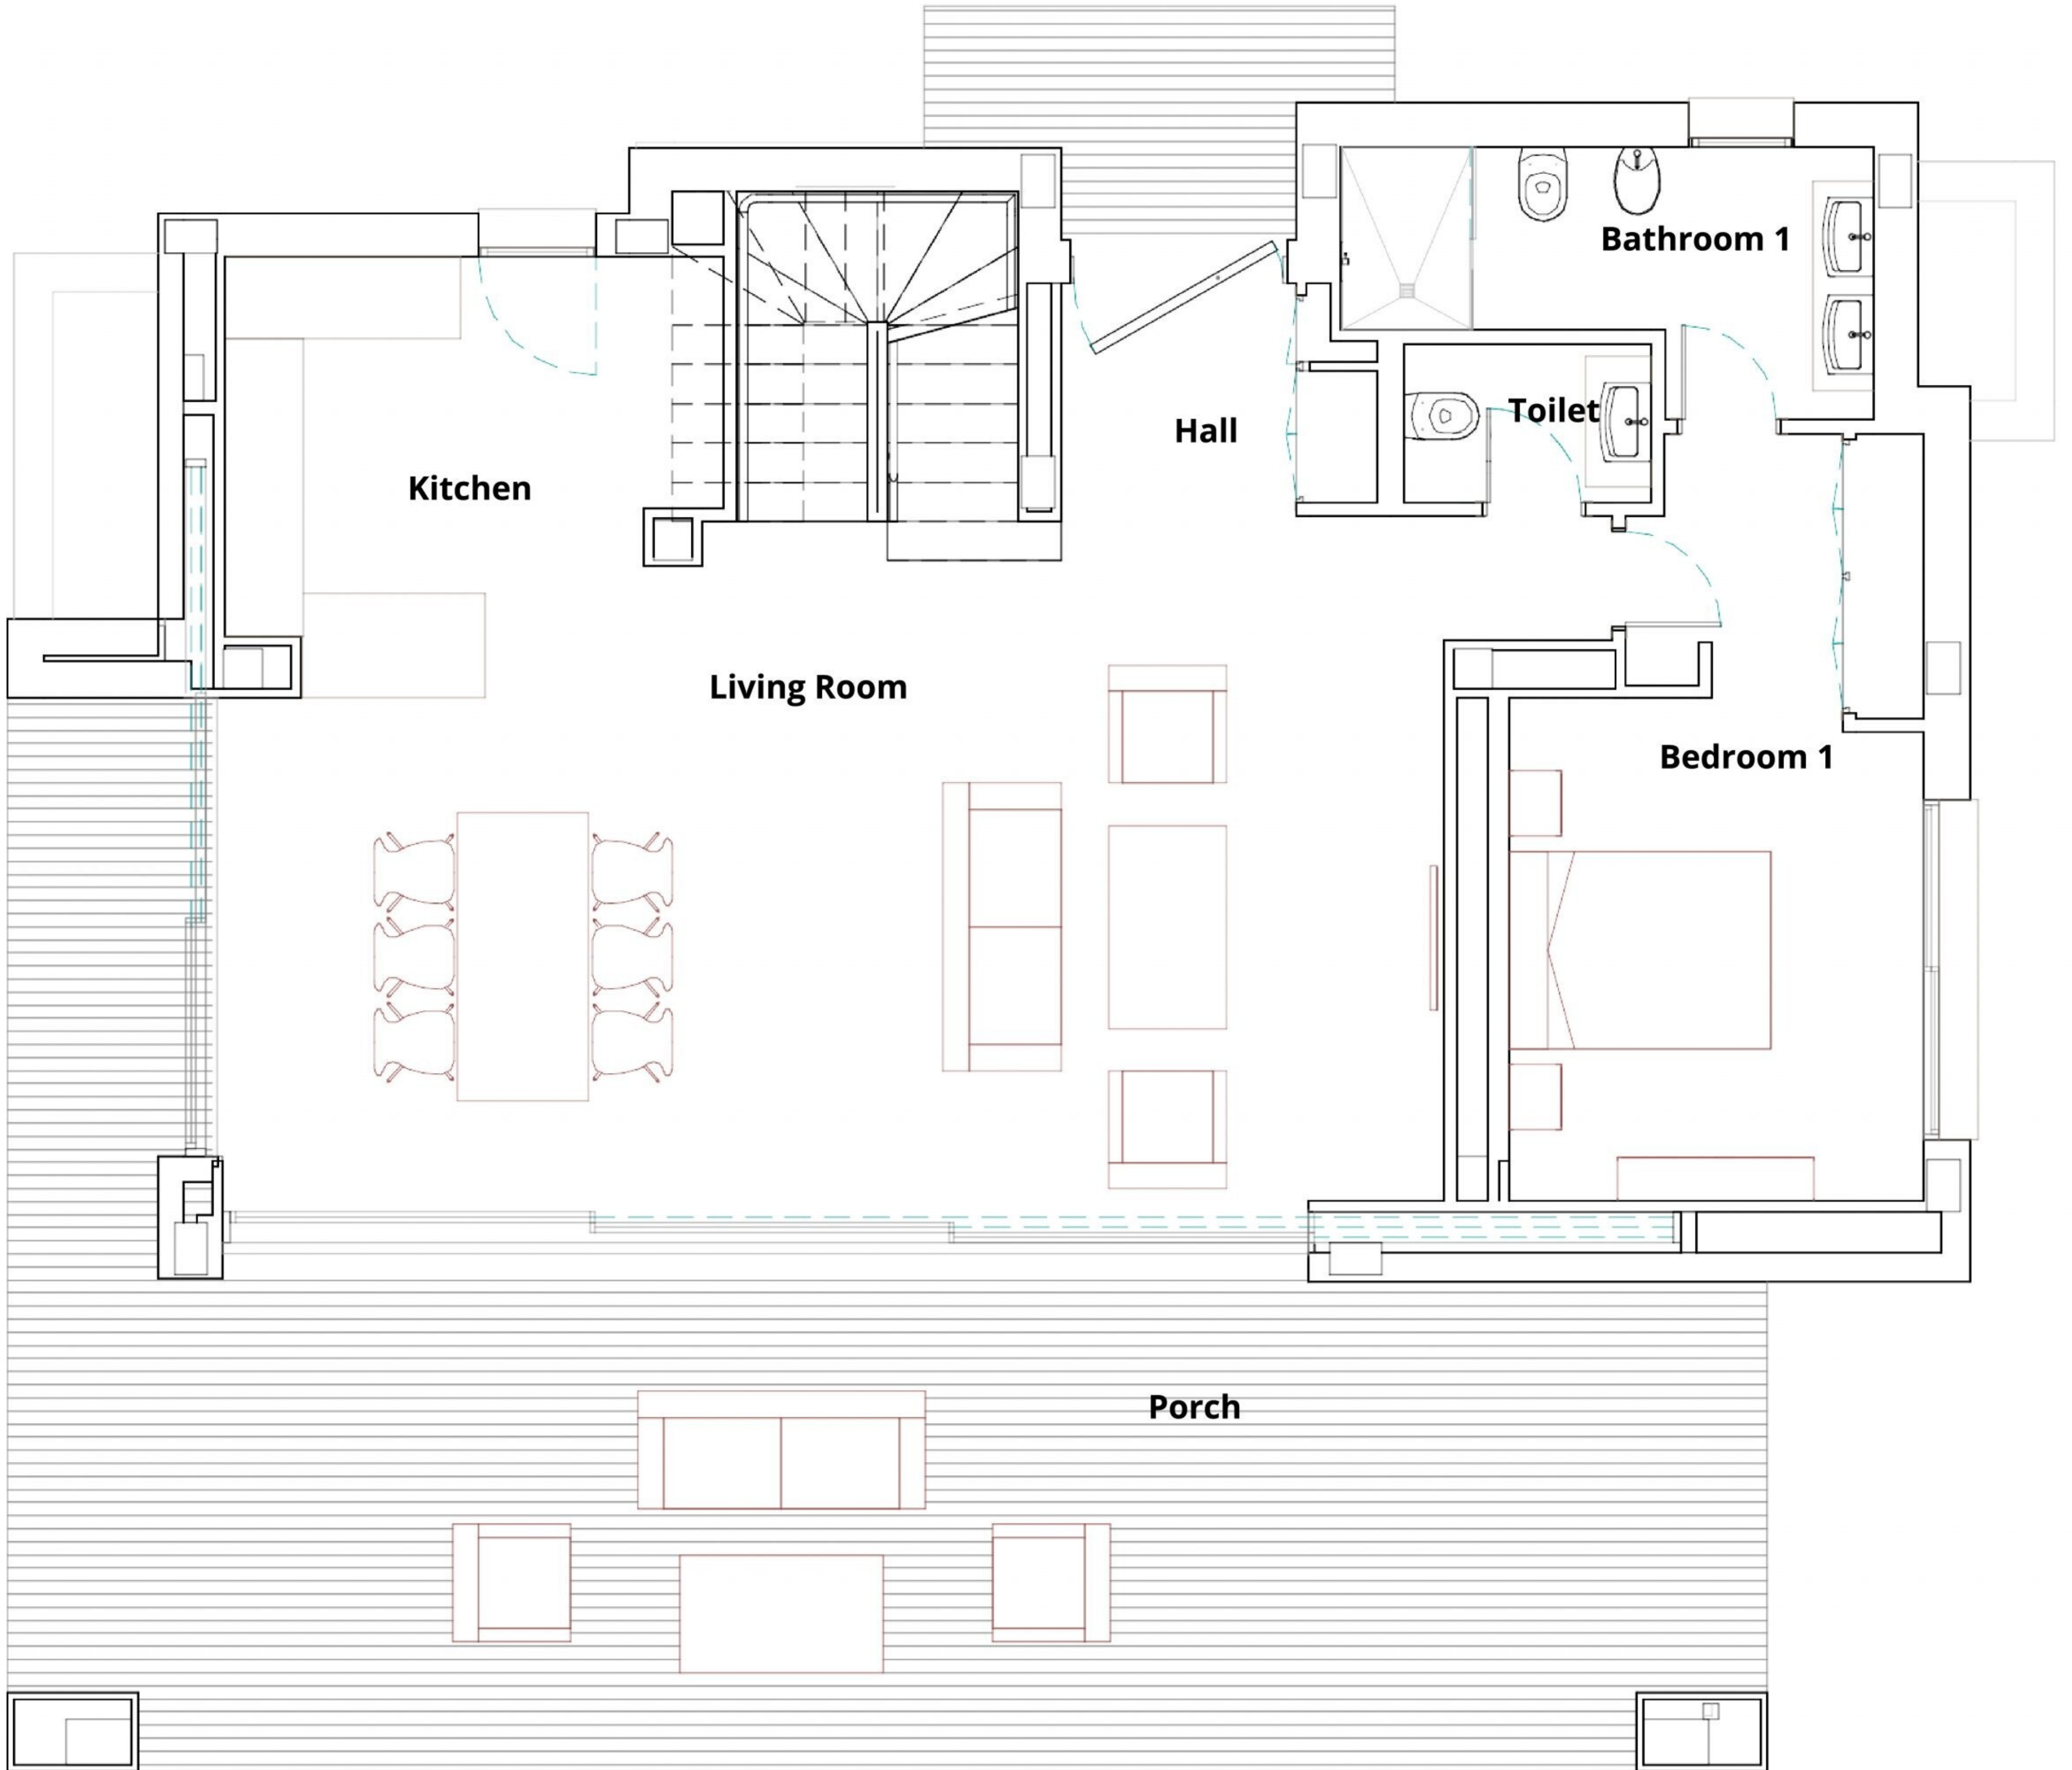 Bathroom 1
Toilet
Hall
Kitchen
Living Room
Bedroom 1
Porch